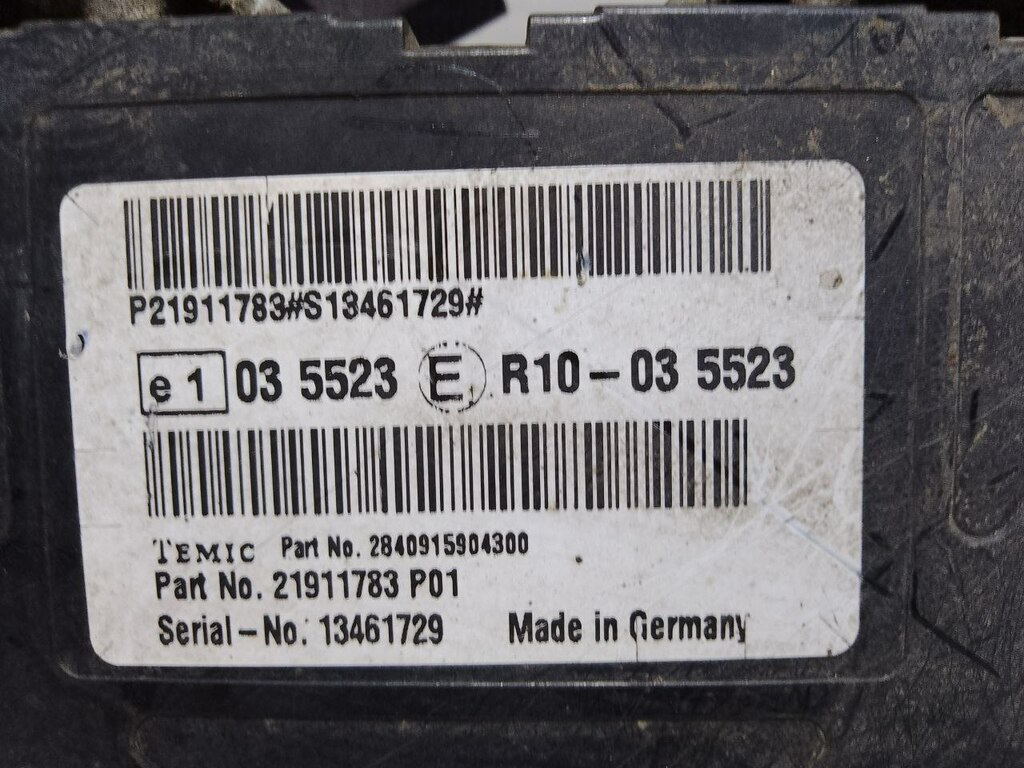 P21911783#S13461729#
e 1 03 5523 E R10-03 5523
TEMIC Part No. 2840915904300
Part No. 21911783 P01
Serial-No. 13461729 Made in Germany